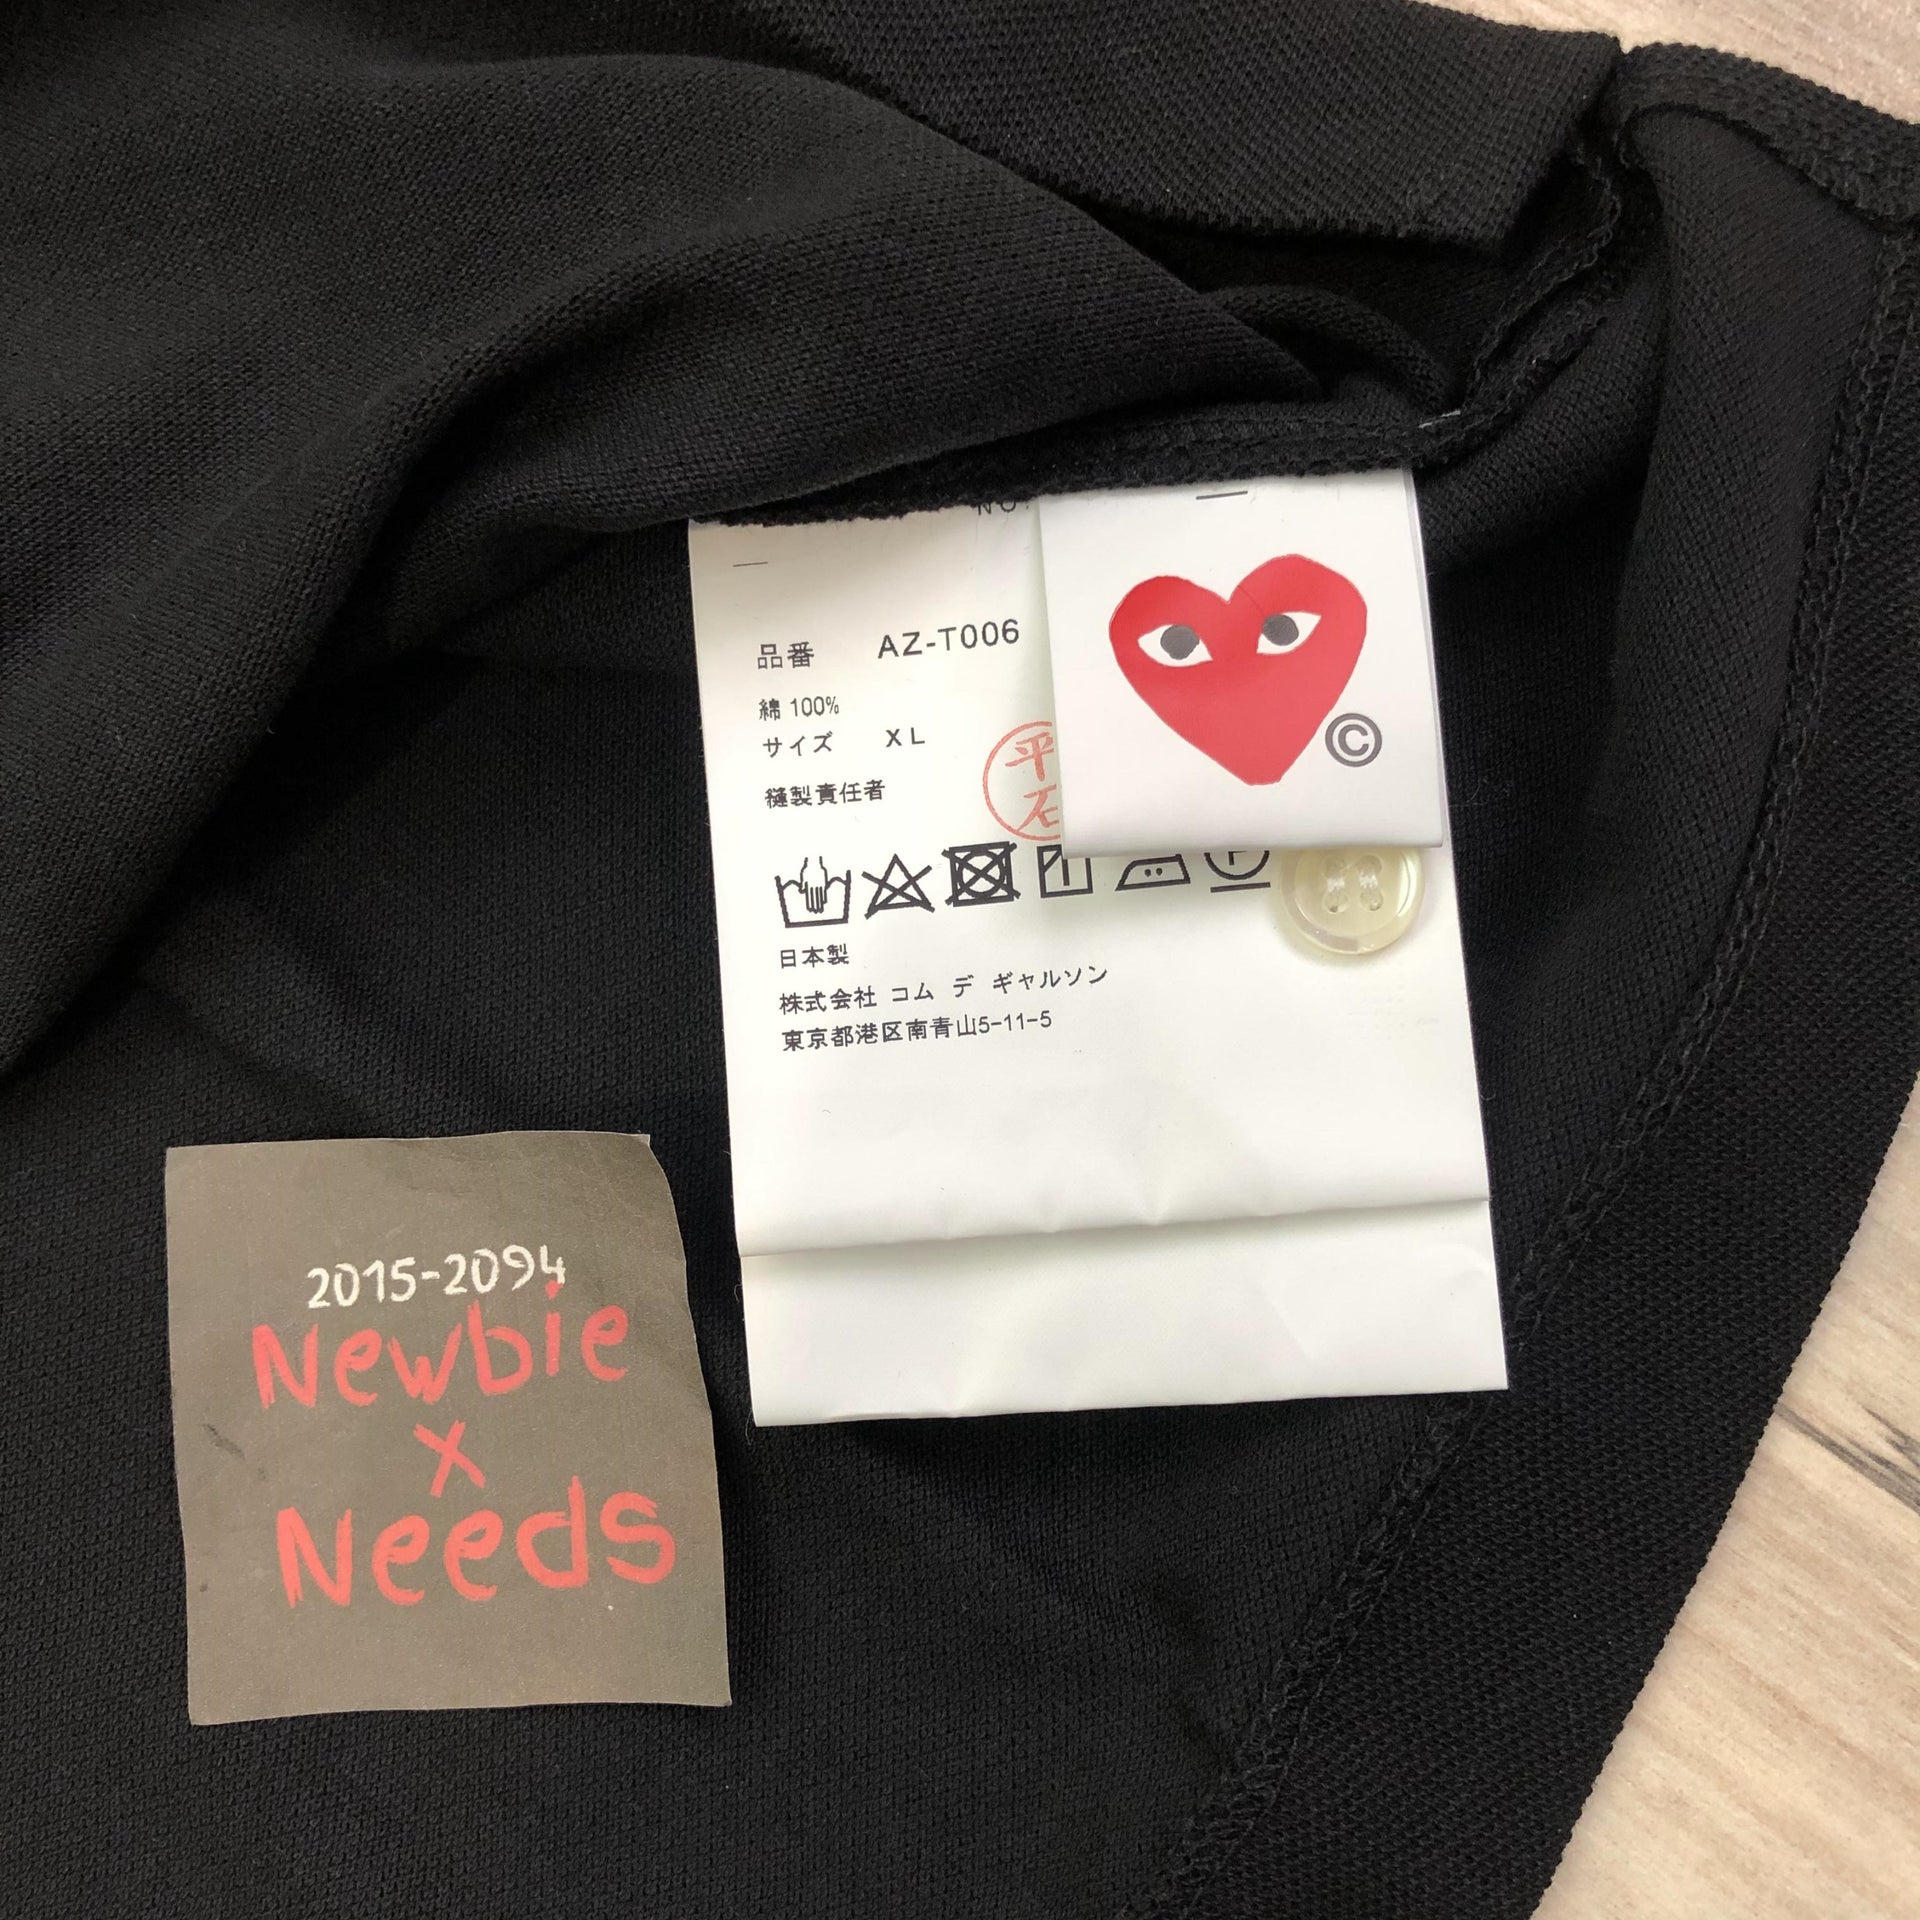 品番 AZ-T006
綿 100%
サイズ XL
縫製責任者
平
石
日本製
株式会社 コム デ ギャルソン
東京都港区南青山5-11-5
©
2015-2094
Newbie
x
Needs